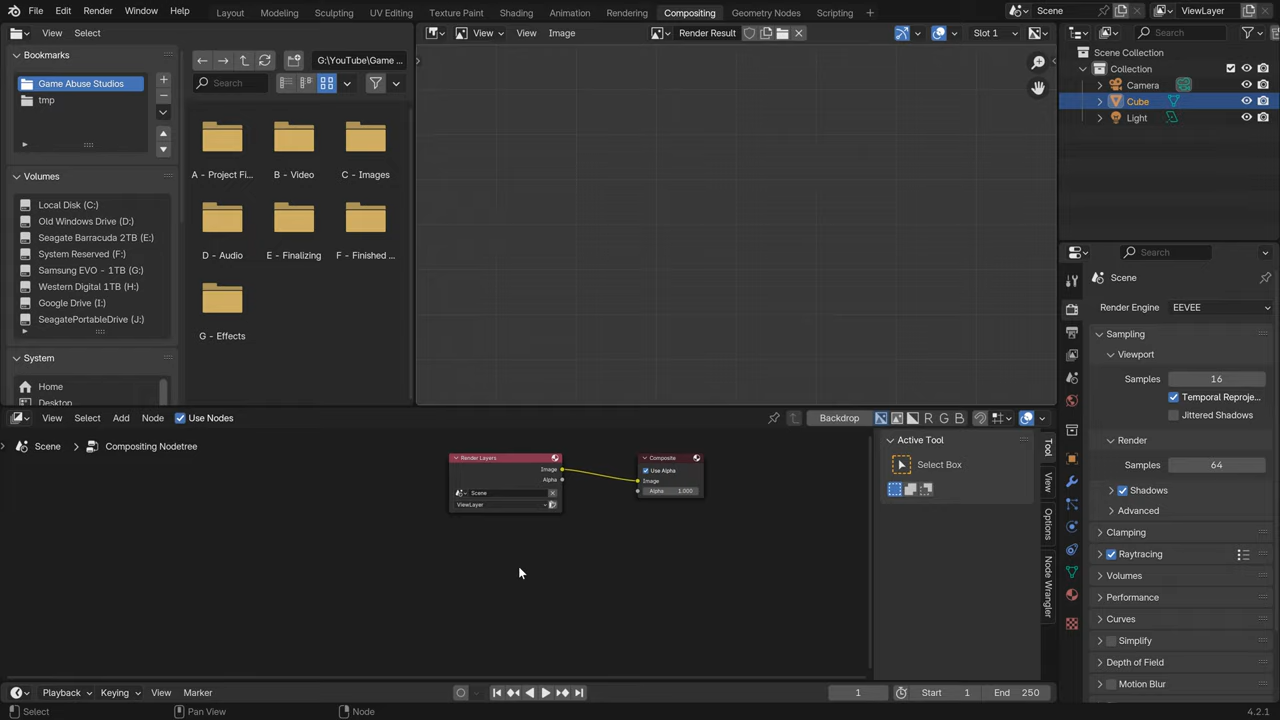 File Edit Render Window Help Layout Modeling Sculpting UV Editing Texture Paint Shading Animation Rendering Compositing Geometry Nodes Scripting + Scene ViewLayer
View Select
View View Image Render Result Slot 1
Search
Bookmarks
Game Abuse Studios
tmp
G:\YouTube\Game ...
Search
A - Project Fi...
B - Video
C - Images
D - Audio
E - Finalizing
F - Finished ...
G - Effects
Volumes
Local Disk (C:)
Old Windows Drive (D:)
Seagate Barracuda 2TB (E:)
System Reserved (F:)
Samsung EVO - 1TB (G:)
Western Digital 1TB (H:)
Google Drive (I:)
SeagatePortableDrive (J:)
System
Home
Desktop
Scene Collection
Collection
Camera
Cube
Light
Search
Scene
Render Engine EEVEE
Sampling
Viewport
Samples 16
Temporal Reproje...
Jittered Shadows
Render
Samples 64
Shadows
Advanced
Clamping
Raytracing
Volumes
Performance
Curves
Simplify
Depth of Field
Motion Blur
View Select Add Node Use Nodes Backdrop R G B
Scene Compositing Nodetree
Render Layers
Image
Alpha
Scene
ViewLayer
Composite
Use Alpha
Image
Alpha 1.000
Active Tool
Select Box
Tool
View
Options
Node Wrangler
Playback Keying View Marker 1 Start 1 End 250
Select Pan View Node 4.2.1